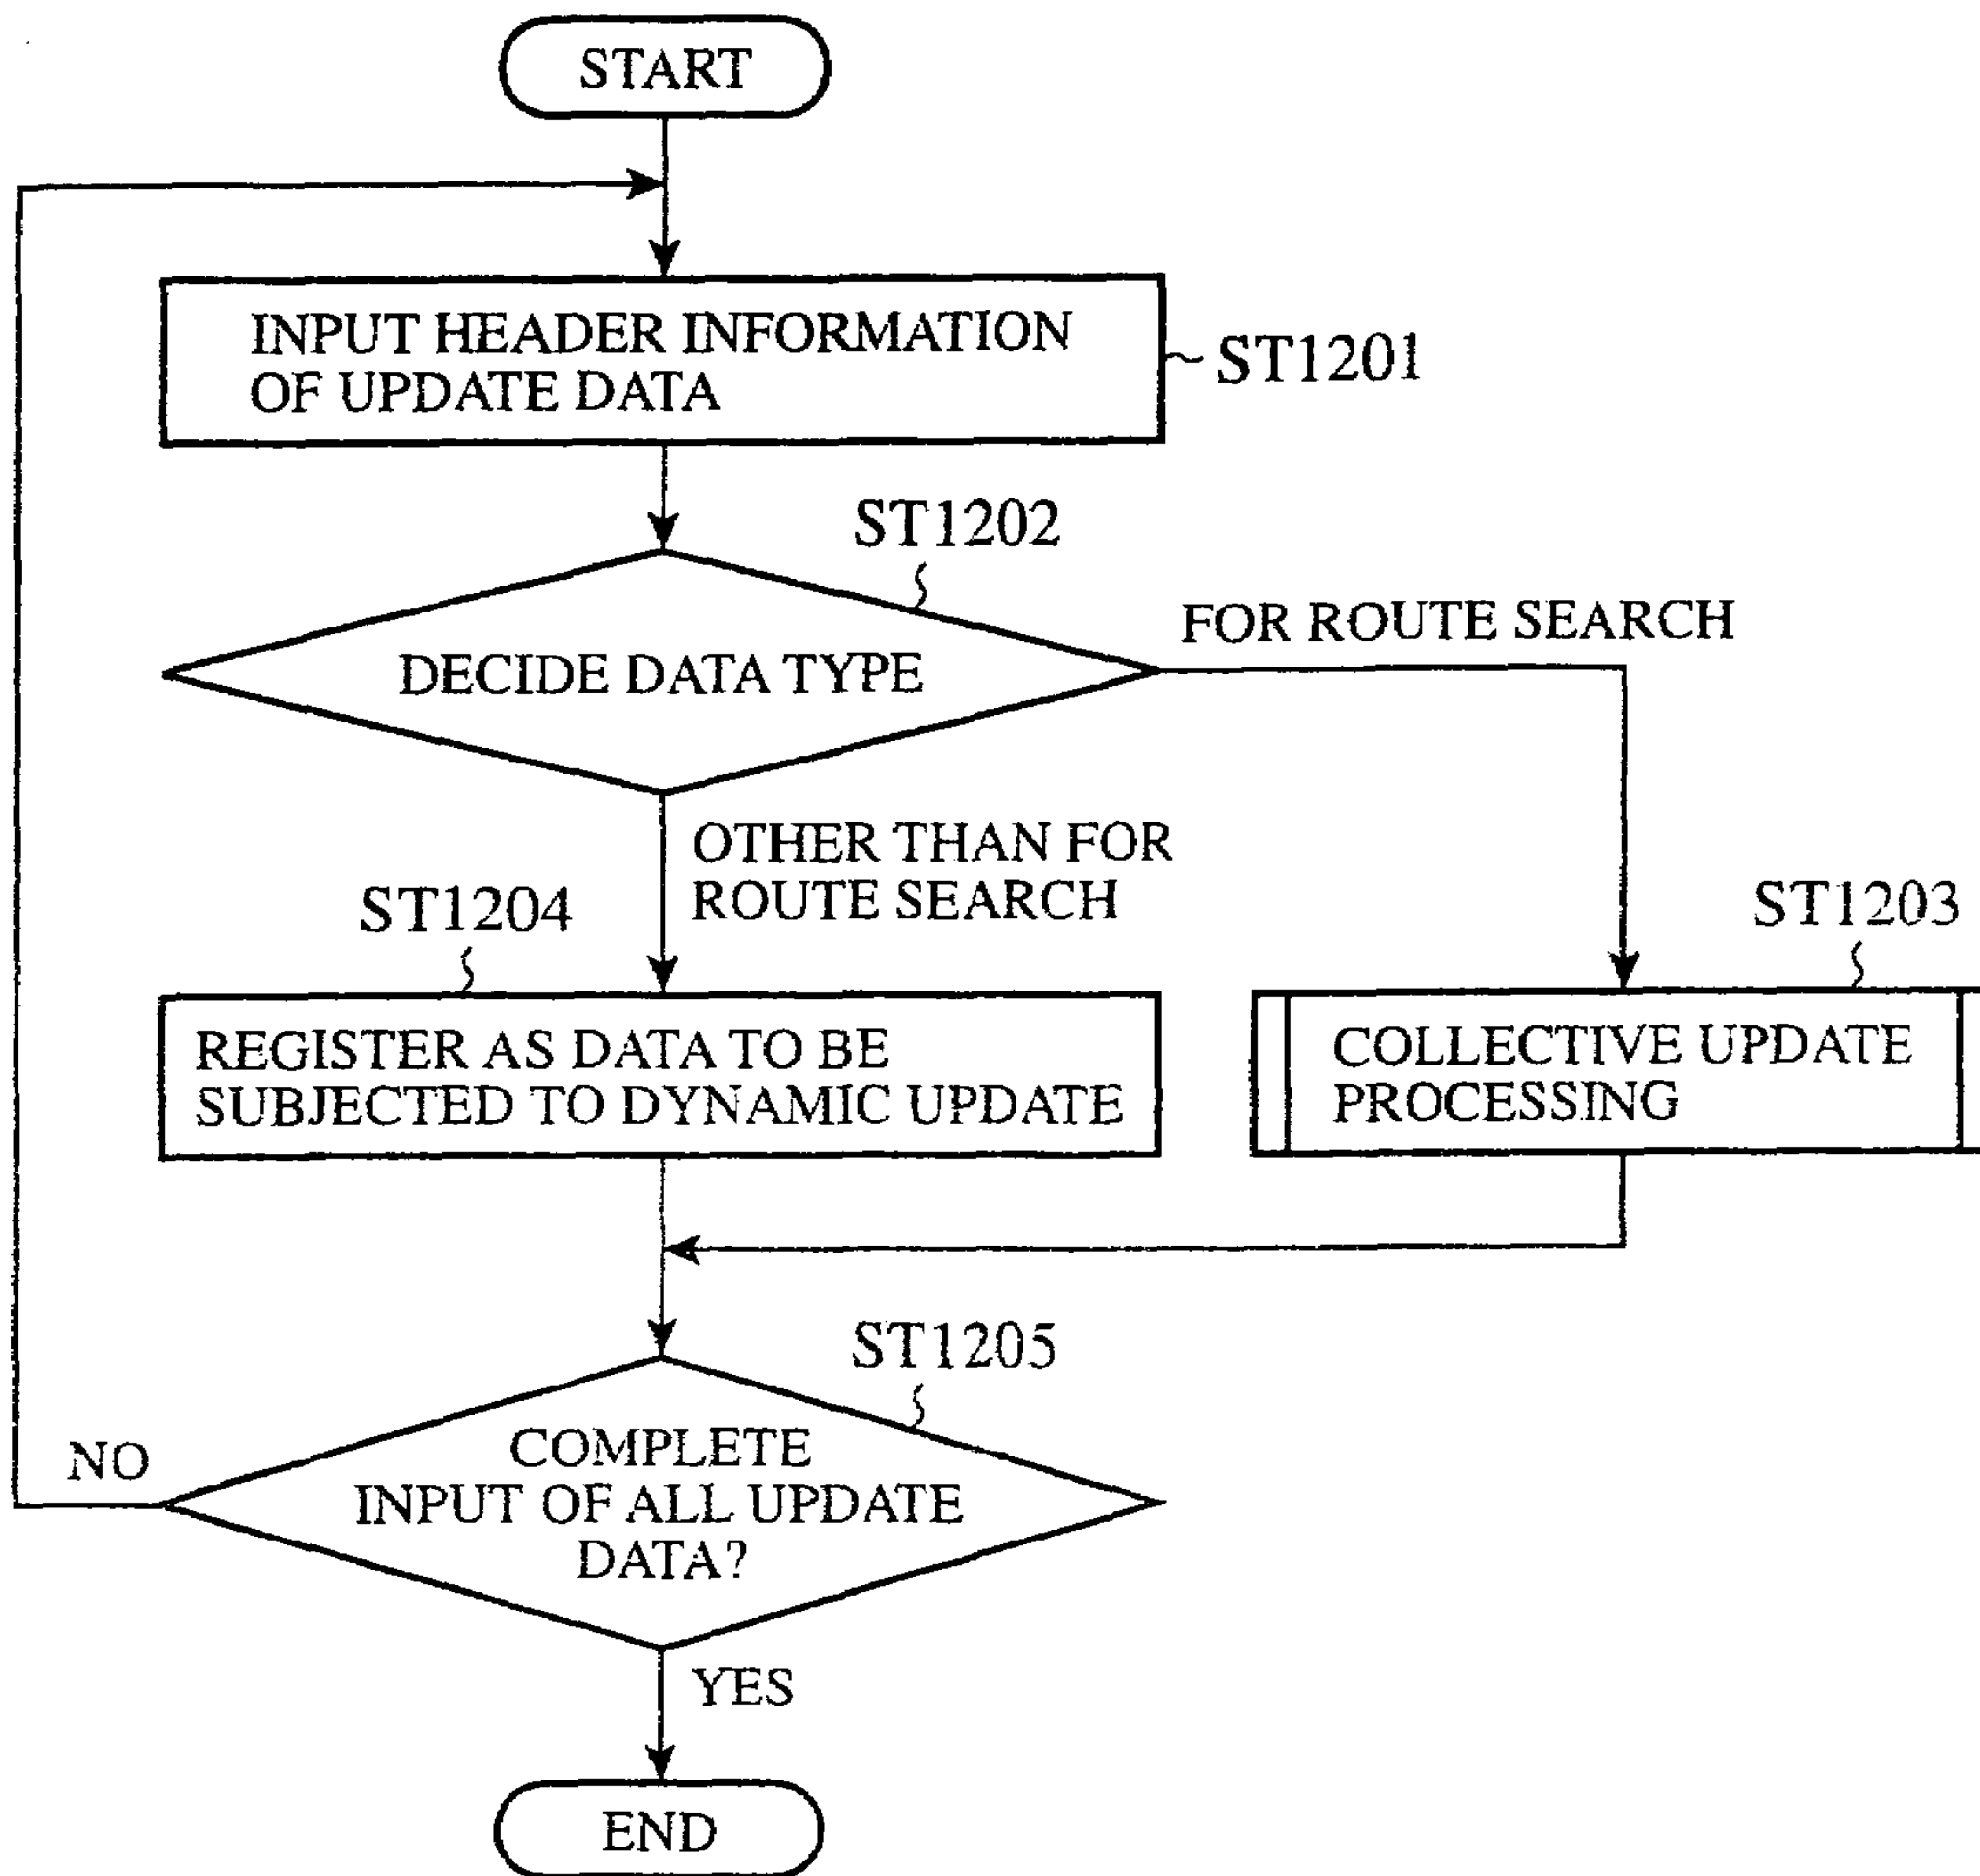 START
INPUT HEADER INFORMATION
OF UPDATE DATA
ST1201
ST1202
DECIDE DATA TYPE
FOR ROUTE SEARCH
OTHER THAN FOR
ROUTE SEARCH
ST1204
ST1203
REGISTER AS DATA TO BE
SUBJECTED TO DYNAMIC UPDATE
COLLECTIVE UPDATE
PROCESSING
ST1205
COMPLETE
INPUT OF ALL UPDATE
DATA?
NO
YES
END